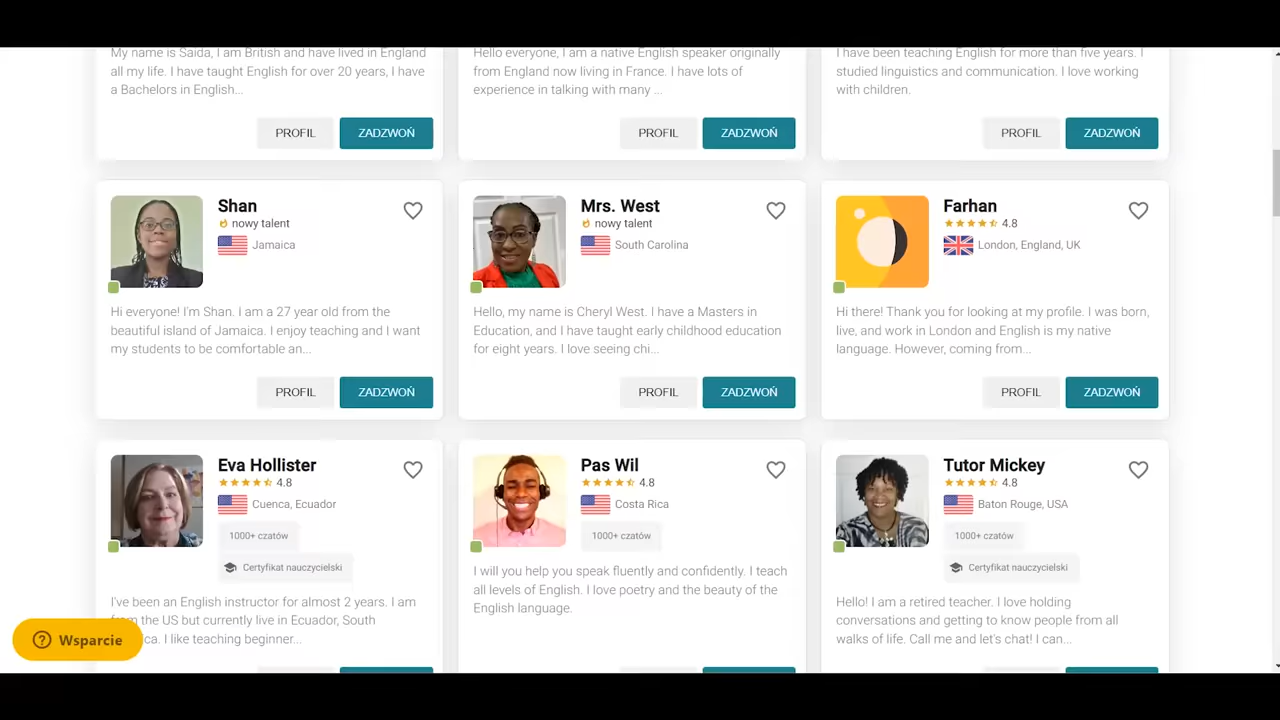 My name is Saida, I am British and have lived in England
all my life. I have taught English for over 20 years, I have
a Bachelors in English...
PROFIL
ZADZWOŃ
Hello everyone, I am a native English speaker originally
from England now living in France. I have lots of
experience in talking with many ...
PROFIL
ZADZWOŃ
I have been teaching English for more than five years. I
studied linguistics and communication. I love working
with children.
PROFIL
ZADZWOŃ
Shan
nowy talent
Jamaica
Hi everyone! I'm Shan. I am a 27 year old from the
beautiful island of Jamaica. I enjoy teaching and I want
my students to be comfortable an...
PROFIL
ZADZWOŃ
Mrs. West
nowy talent
South Carolina
Hello, my name is Cheryl West. I have a Masters in
Education, and I have taught early childhood education
for eight years. I love seeing chi...
PROFIL
ZADZWOŃ
Farhan
4.8
London, England, UK
Hi there! Thank you for looking at my profile. I was born,
live, and work in London and English is my native
language. However, coming from...
PROFIL
ZADZWOŃ
Eva Hollister
4.8
Cuenca, Ecuador
1000+ czatów
Certyfikat nauczycielski
I've been an English instructor for almost 2 years. I am
from the US but currently live in Ecuador, South
ica. I like teaching beginner...
Pas Wil
4.8
Costa Rica
1000+ czatów
I will you help you speak fluently and confidently. I teach
all levels of English. I love poetry and the beauty of the
English language.
Tutor Mickey
4.8
Baton Rouge, USA
1000+ czatów
Certyfikat nauczycielski
Hello! I am a retired teacher. I love holding
conversations and getting to know people from all
walks of life. Call me and let's chat! I can...
Wsparcie